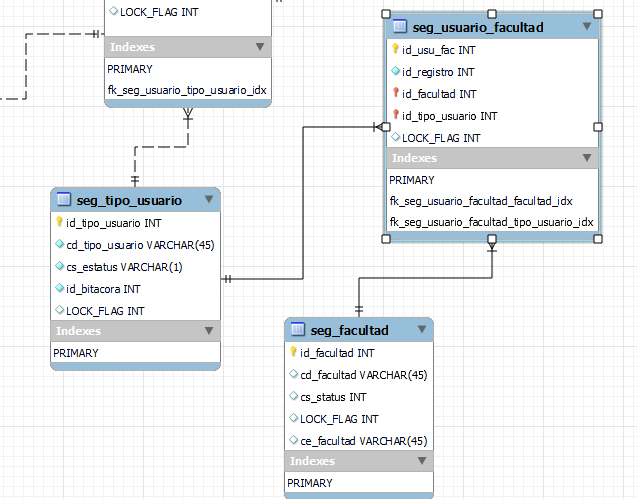 LOCK_FLAG INT
Indexes
PRIMARY
fk_seg_usuario_tipo_usuario_idx
seg_usuario_facultad
id_usu_fac INT
id_registro INT
id_facultad INT
id_tipo_usuario INT
LOCK_FLAG INT
Indexes
PRIMARY
fk_seg_usuario_facultad_facultad_idx
fk_seg_usuario_facultad_tipo_usuario_idx
seg_tipo_usuario
id_tipo_usuario INT
cd_tipo_usuario VARCHAR(45)
cs_estatus VARCHAR(1)
id_bitacora INT
LOCK_FLAG INT
Indexes
PRIMARY
seg_facultad
id_facultad INT
cd_facultad VARCHAR(45)
cs_status INT
LOCK_FLAG INT
ce_facultad VARCHAR(45)
Indexes
PRIMARY